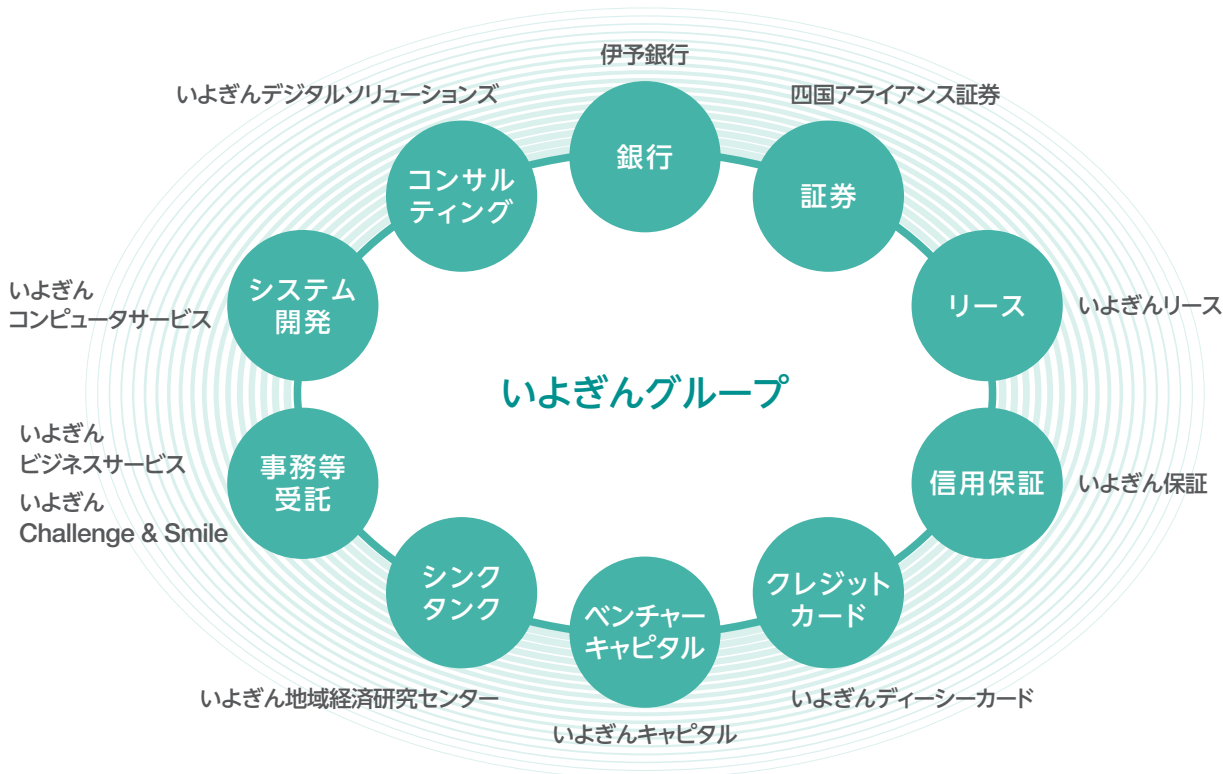 伊予銀行
銀行
四国アライアンス証券
証券
いよぎんリース
リース
いよぎん保証
信用保証
いよぎんディーシーカード
クレジット
カード
いよぎんキャピタル
ベンチャー
キャピタル
いよぎん地域経済研究センター
シンク
タンク
いよぎん
ビジネスサービス
いよぎん
Challenge & Smile
事務等
受託
いよぎん
コンピュータサービス
システム
開発
いよぎんデジタルソリューションズ
コンサル
ティング
いよぎんグループ